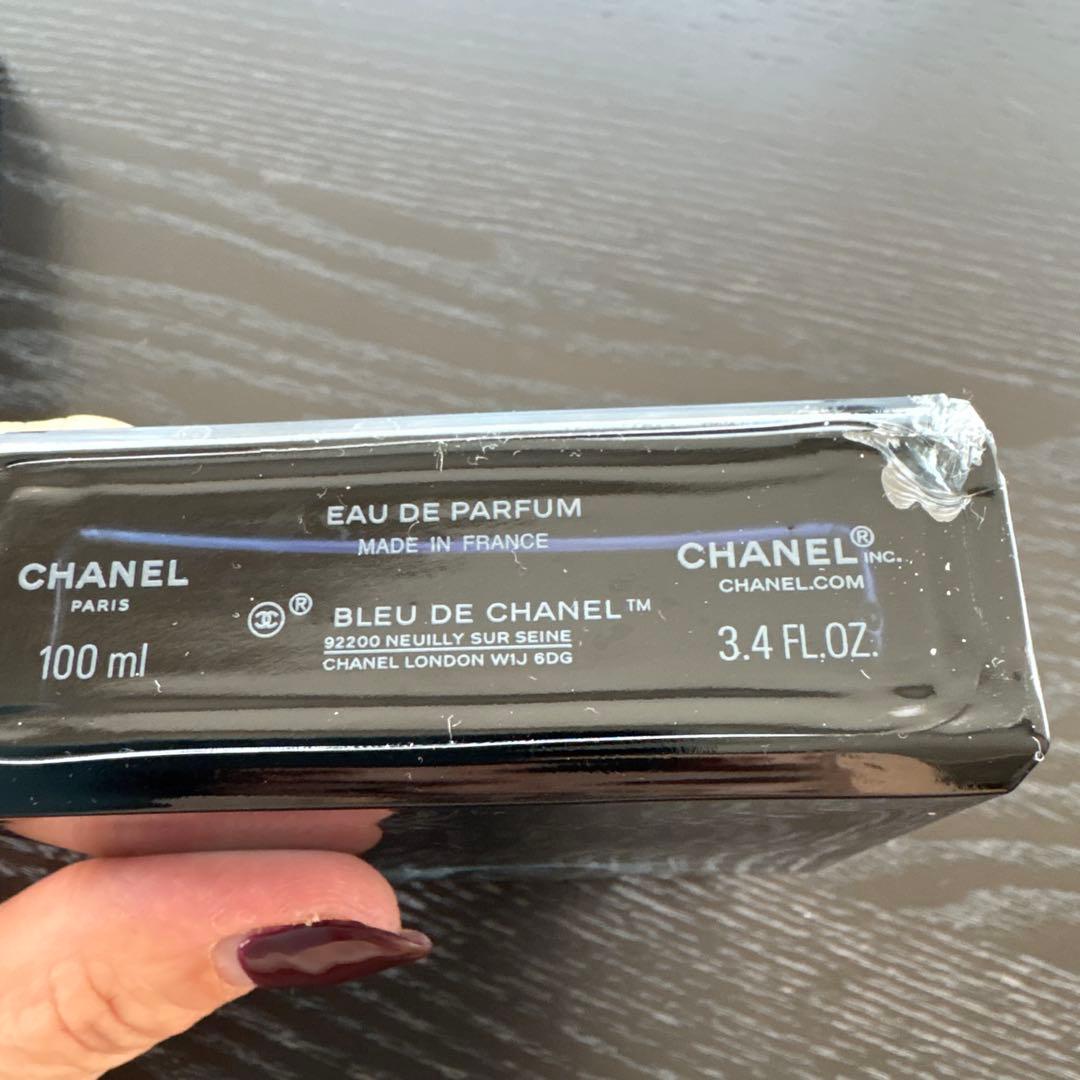 EAU DE PARFUM
MADE IN FRANCE
CHANEL
PARIS
100 ml
® BLEU DE CHANEL™
92200 NEUILLY SUR SEINE
CHANEL LONDON W1J 6DG
CHANEL® INC.
CHANEL.COM
3.4 FL.OZ.